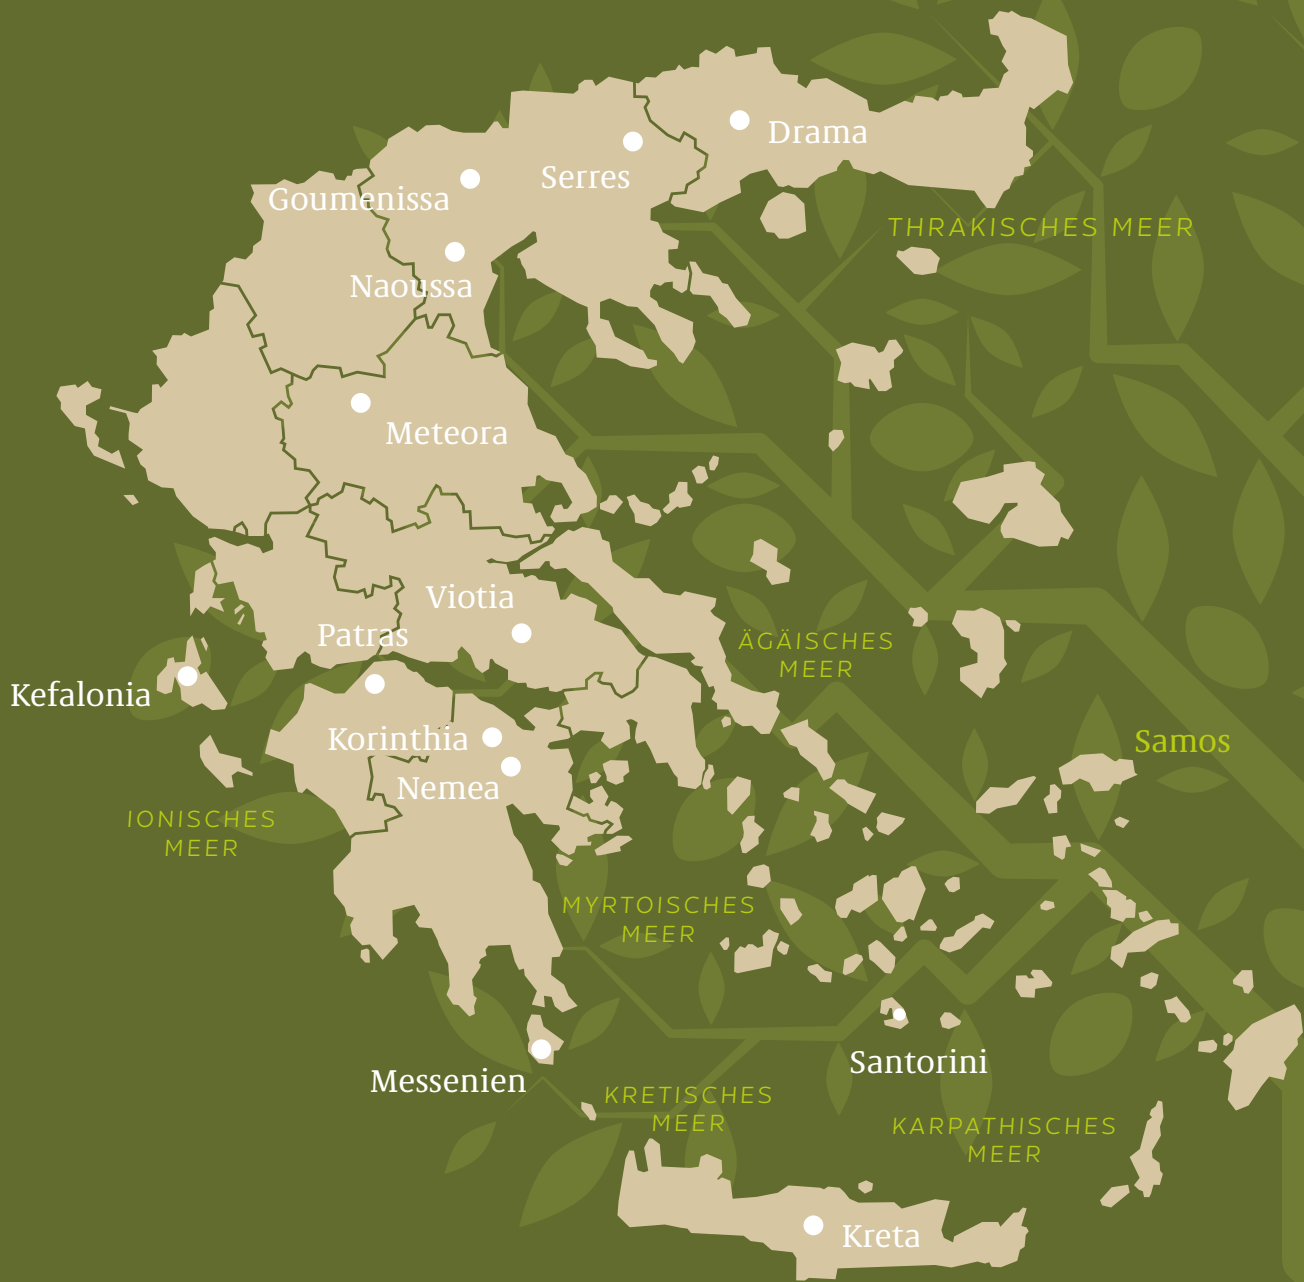 Drama
Serres
Goumenissa
THRAKISCHES MEER
Naoussa
Meteora
Viotia
Patras
ÄGÄISCHES
MEER
Kefalonia
Korinthia
Samos
Nemea
IONISCHES
MEER
MYRTOISCHES
MEER
Santorini
Messenien
KRETISCHES
MEER
KARPATHISCHES
MEER
Kreta